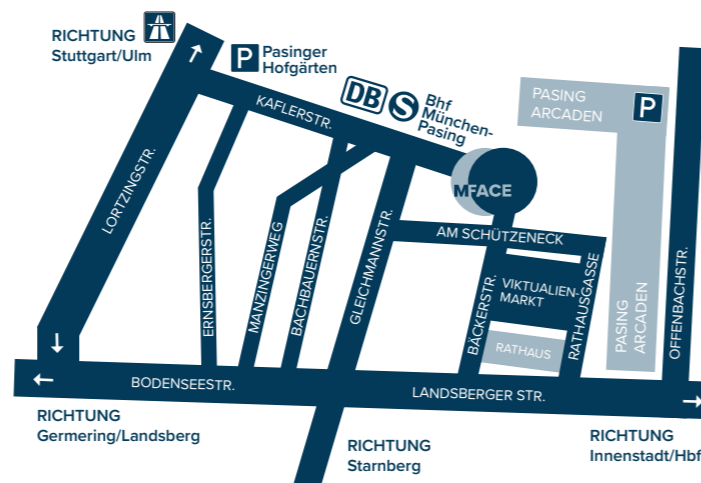 RICHTUNG
Stuttgart/Ulm
P
Pasinger
Hofgärten
DB
S
Bhf
München-
Pasing
KAFLERSTR.
PASING
ARCADEN
P
MFACE
LORTZINGSTR.
ERNSBERGERSTR.
MANZINGERWEG
BACHBAUERNSTR.
GLEICHMANNSTR.
AM SCHÜTZENECK
BÄCKERSTR.
VIKTUALIEN-
MARKT
RATHAUS
RATHAUSGASSE
PASING
ARCADEN
OFFENBACHSTR.
BODENSEESTR.
LANDSBERGER STR.
RICHTUNG
Germering/Landsberg
RICHTUNG
Starnberg
RICHTUNG
Innenstadt/Hbf